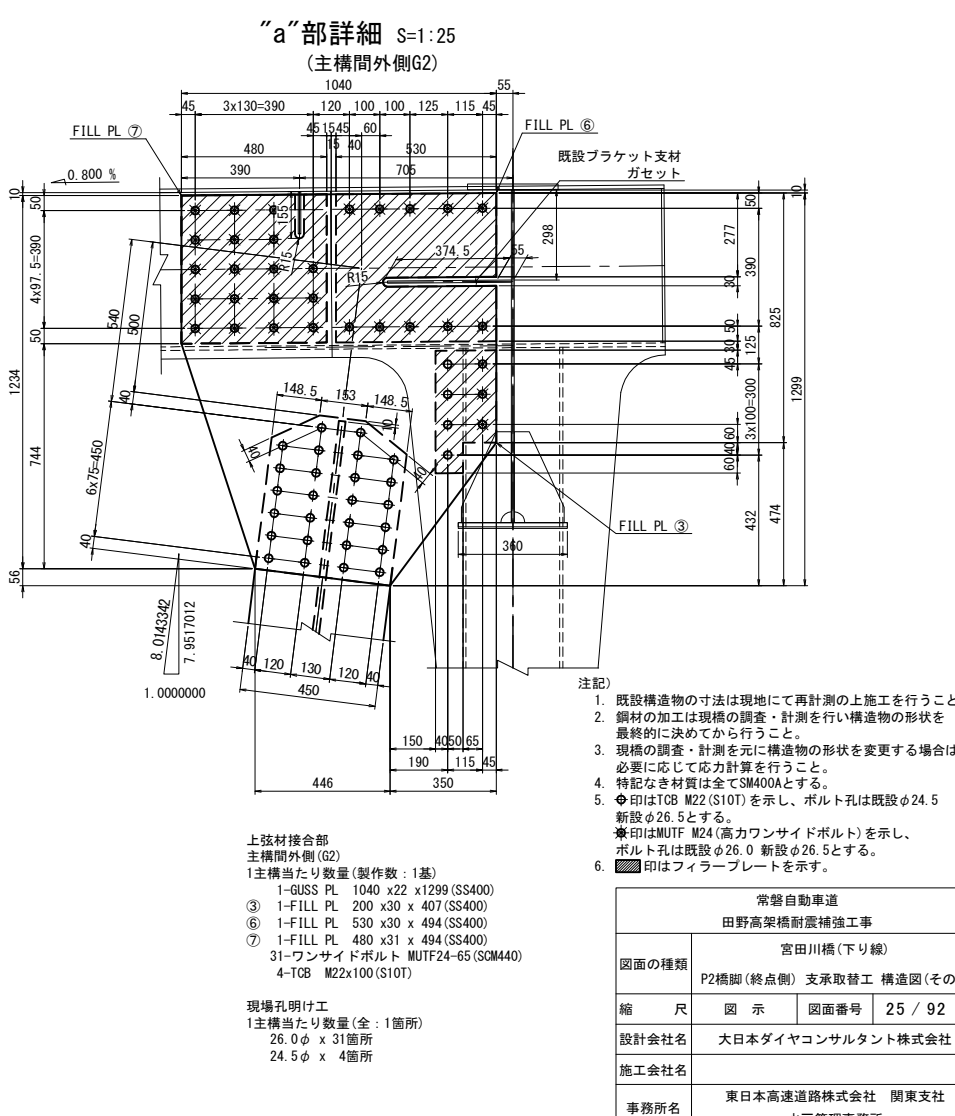 "a"部詳細 S=1:25
(主構間外側G2)
1040 55
45 3x130=390 120 100 100 125 115 45
FILL PL ⑦
45 15 45 60
15 40
FILL PL ⑥
480 530
既設ブラケット支材
ガセット
390 705
0.800 %
10 50 4x97.5=390 50
155
R15
R15
374.5
55
298
277
30
10 50 390 50
30 125
45
825
1299
540
500
40
1234
744
56
6x75=450
40
148.5 153 148.5
40
10
40
3x100=300
60
40
60
432
474
FILL PL ③
360
8.0143342
7.9517012
1.0000000
40 120 130 120 40
450
150 40 50 65
190 115 45
446 350
注記)
1. 既設構造物の寸法は現地にて再計測の上施工を行うこと
2. 鋼材の加工は現橋の調査・計測を行い構造物の形状を
最終的に決めてから行うこと。
3. 現橋の調査・計測を元に構造物の形状を変更する場合は
必要に応じて応力計算を行うこと。
4. 特記なき材質は全てSM400Aとする。
5. 印はTCB M22(S10T)を示し、ボルト孔は既設φ24.5
新設φ26.5とする。
印はMUTF M24(高力ワンサイドボルト)を示し、
ボルト孔は既設φ26.0 新設φ26.5とする。
6. 印はフィラープレートを示す。
上弦材接合部
主構間外側(G2)
1主構当たり数量(製作数：1基)
1-GUSS PL 1040 x22 x1299(SS400)
③ 1-FILL PL 200 x30 x 407(SS400)
⑥ 1-FILL PL 530 x30 x 494(SS400)
⑦ 1-FILL PL 480 x31 x 494(SS400)
31-ワンサイドボルト MUTF24-65(SCM440)
4-TCB M22x100(S10T)
現場孔明け工
1主構当たり数量(全：1箇所)
26.0φ x 31箇所
24.5φ x 4箇所
常磐自動車道
田野高架橋耐震補強工事
図面の種類 宮田川橋(下り線)
P2橋脚(終点側) 支承取替工 構造図(その
縮 尺 図 示 図面番号 25 / 92
設計会社名 大日本ダイヤコンサルタント株式会社
施工会社名
事務所名 東日本高速道路株式会社 関東支社